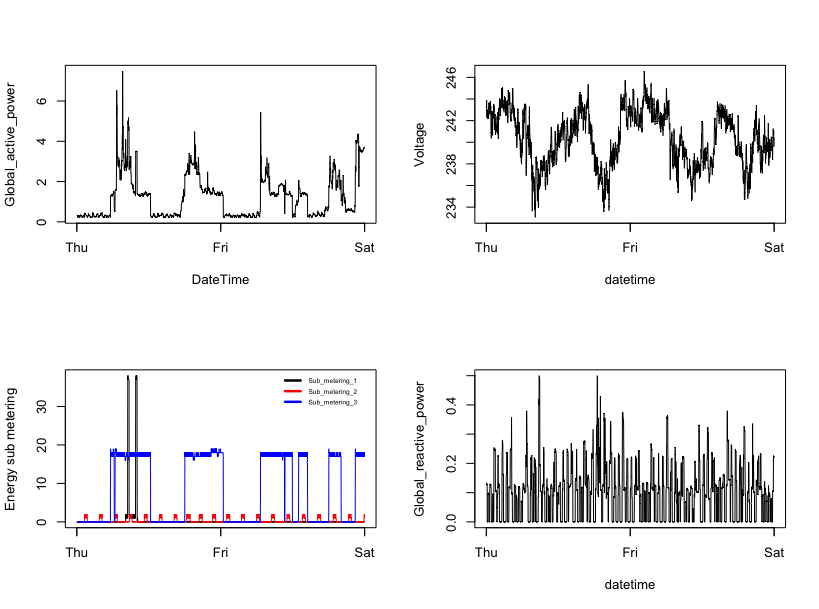 Global_active_power
0 2 4 6
Thu Fri Sat
DateTime
Voltage
234 238 242 246
Thu Fri Sat
datetime
Energy sub metering
0 10 20 30
Sub_metering_1
Sub_metering_2
Sub_metering_3
Thu Fri Sat
Global_reactive_power
0.0 0.2 0.4
Thu Fri Sat
datetime